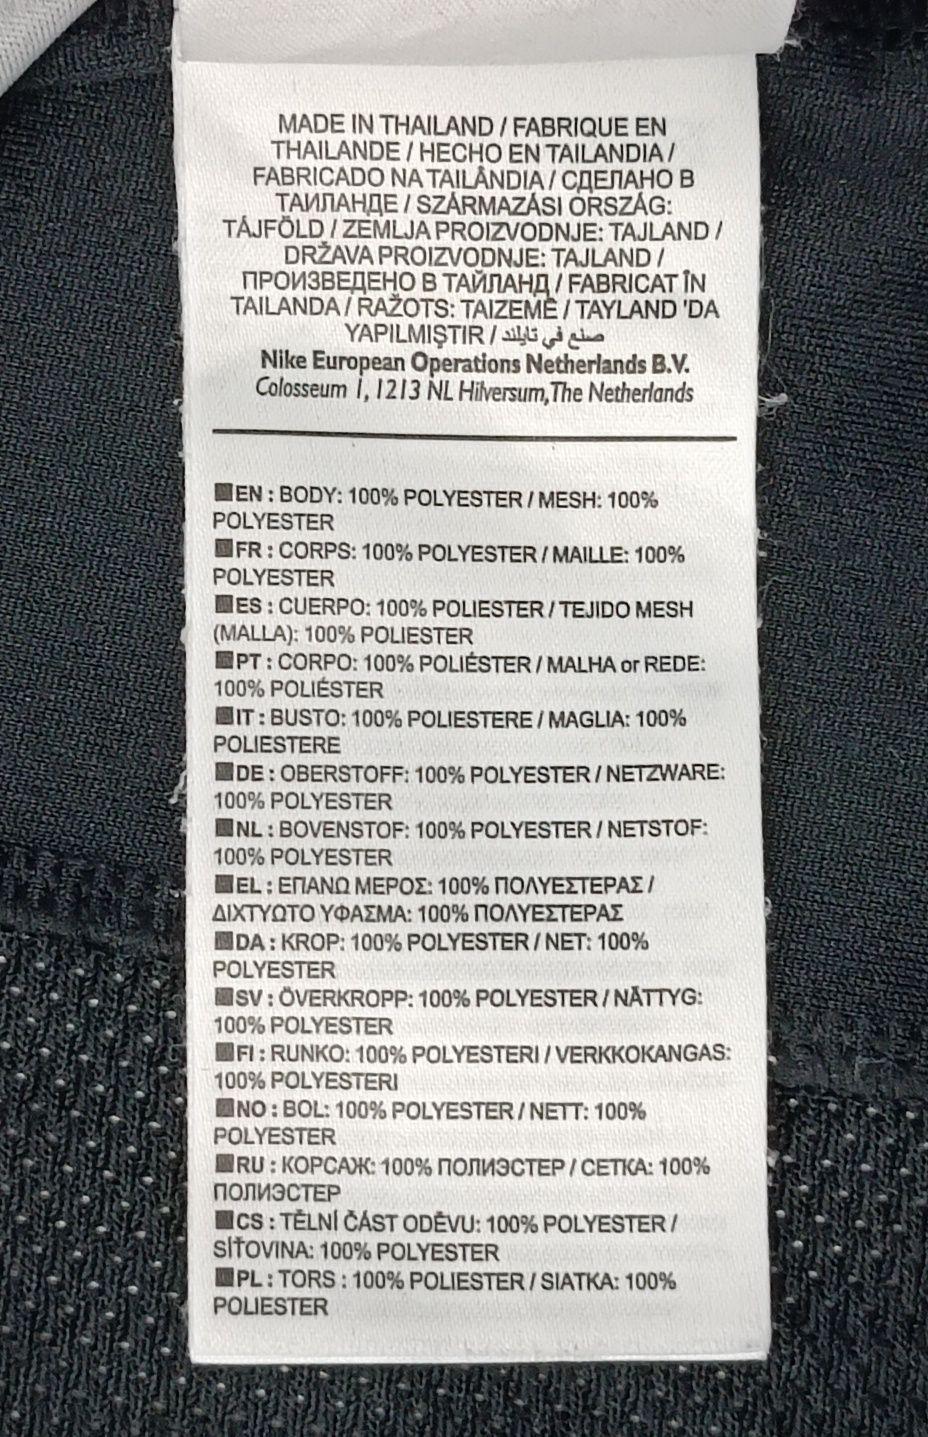 MADE IN THAILAND / FABRIQUE EN
THAILANDE / HECHO EN TAILANDIA /
FABRICADO NA TAILÂNDIA / СДЕЛАНО В
ТАИЛАНДЕ / SZÁRMAZÁSI ORSZÁG:
TÁJFÖLD / ZEMLJA PROIZVODNJE: TAJLAND /
DRŽAVA PROIZVODNJE: TAJLAND /
ПРОИЗВЕДЕНО В ТАЙЛАНД / FABRICAT ÎN
TAILANDA / RAŽOTS: TAIZEMĒ / TAYLAND 'DA
YAPILMIŞTIR / صنع في تايلند
Nike European Operations Netherlands B.V.
Colosseum 1, 1213 NL Hilversum, The Netherlands
EN : BODY: 100% POLYESTER / MESH: 100%
POLYESTER
FR : CORPS: 100% POLYESTER / MAILLE: 100%
POLYESTER
ES : CUERPO: 100% POLIESTER / TEJIDO MESH
(MALLA): 100% POLIESTER
PT : CORPO: 100% POLIÉSTER / MALHA or REDE:
100% POLIÉSTER
IT : BUSTO: 100% POLIESTERE / MAGLIA: 100%
POLIESTERE
DE : OBERSTOFF: 100% POLYESTER / NETZWARE:
100% POLYESTER
NL : BOVENSTOF: 100% POLYESTER / NETSTOF:
100% POLYESTER
EL : ΕΠΑΝΩ ΜΕΡΟΣ: 100% ΠΟΛΥΕΣΤΕΡΑΣ /
ΔΙΧΤΥΩΤΟ ΥΦΑΣΜΑ: 100% ΠΟΛΥΕΣΤΕΡΑΣ
DA : KROP: 100% POLYESTER / NET: 100%
POLYESTER
SV : ÖVERKROPP: 100% POLYESTER / NÄTTYG:
100% POLYESTER
FI : RUNKO: 100% POLYESTERI / VERKKOKANGAS:
100% POLYESTERI
NO : BOL: 100% POLYESTER / NETT: 100%
POLYESTER
RU : КОРСАЖ: 100% ПОЛИЭСТЕР / СЕТКА: 100%
ПОЛИЭСТЕР
CS : TĚLNÍ ČÁST ODĚVU: 100% POLYESTER /
SÍŤOVINA: 100% POLYESTER
PL : TORS : 100% POLIESTER / SIATKA: 100%
POLIESTER